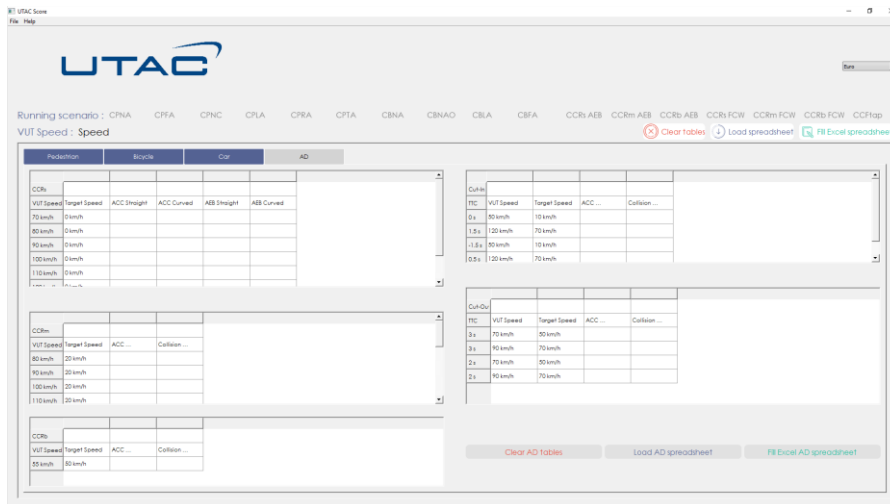 UTAC Score
File Help
UTAC
Euro
Running scenario : CPNA CPFA CPNC CPLA CPRA CPTA CBNA CBNAO CBLA CBFA CCRs AEB CCRm AEB CCRb AEB CCRs FCW CCRm FCW CCRb FCW CCFtap
VUT Speed : Speed
Clear tables Load spreadsheet Fill Excel spreadsheet
Pedestrian Bicycle Car AD
CCRs
VUT Speed Target Speed ACC Straight ACC Curved AEB Straight AEB Curved
70 km/h 0 km/h
80 km/h 0 km/h
90 km/h 0 km/h
100 km/h 0 km/h
110 km/h 0 km/h
CCRm
VUT Speed Target Speed ACC ... Collision ...
80 km/h 20 km/h
90 km/h 20 km/h
100 km/h 20 km/h
110 km/h 20 km/h
CCRb
VUT Speed Target Speed ACC ... Collision ...
55 km/h 50 km/h
Cut-In
TTC VUT Speed Target Speed ACC ... Collision ...
0 s 50 km/h 10 km/h
1.5 s 120 km/h 70 km/h
-1.5 s 50 km/h 10 km/h
0.5 s 120 km/h 70 km/h
Cut-Out
TTC VUT Speed Target Speed ACC ... Collision ...
3 s 70 km/h 50 km/h
3 s 90 km/h 70 km/h
2 s 70 km/h 50 km/h
2 s 90 km/h 70 km/h
Clear AD tables Load AD spreadsheet Fill Excel AD spreadsheet